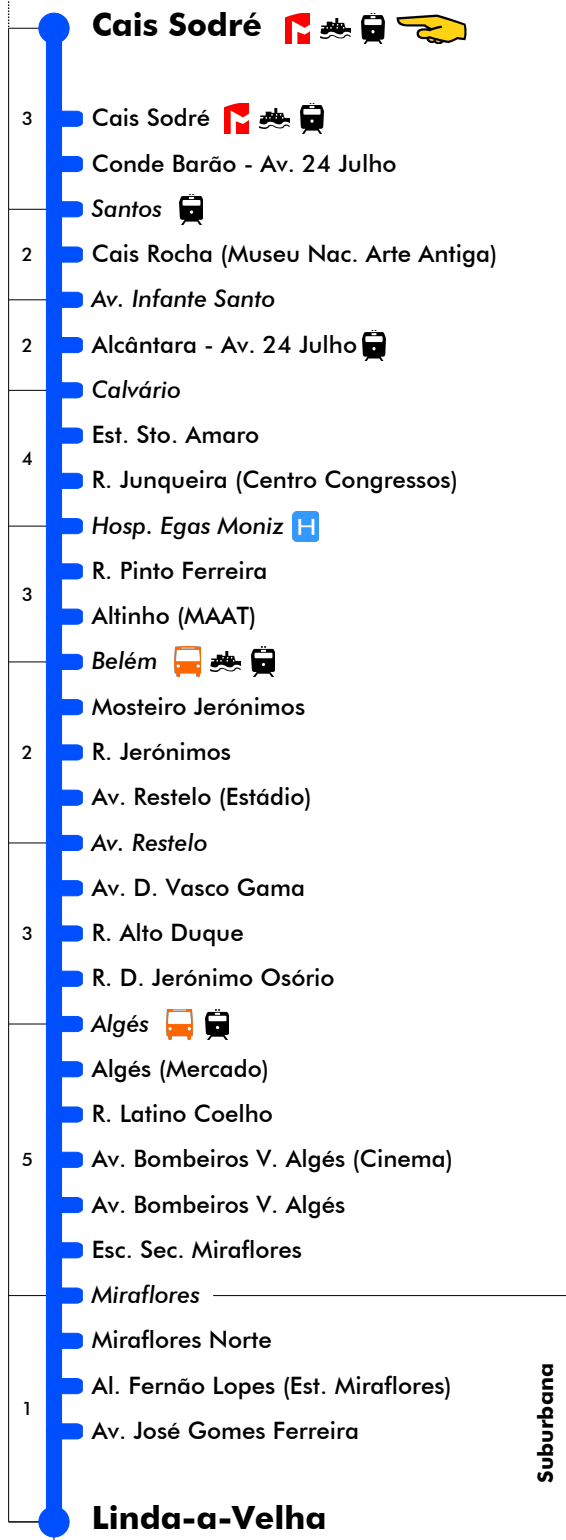 Cais Sodré
3
Cais Sodré
Conde Barão - Av. 24 Julho
Santos
2
Cais Rocha (Museu Nac. Arte Antiga)
Av. Infante Santo
2
Alcântara - Av. 24 Julho
Calvário
Est. Sto. Amaro
4
R. Junqueira (Centro Congressos)
Hosp. Egas Moniz H
R. Pinto Ferreira
3
Altinho (MAAT)
Belém
Mosteiro Jerónimos
2
R. Jerónimos
Av. Restelo (Estádio)
Av. Restelo
Av. D. Vasco Gama
3
R. Alto Duque
R. D. Jerónimo Osório
Algés
Algés (Mercado)
R. Latino Coelho
5
Av. Bombeiros V. Algés (Cinema)
Av. Bombeiros V. Algés
Esc. Sec. Miraflores
Miraflores
Miraflores Norte
Al. Fernão Lopes (Est. Miraflores)
1
Av. José Gomes Ferreira
Suburbana
Linda-a-Velha